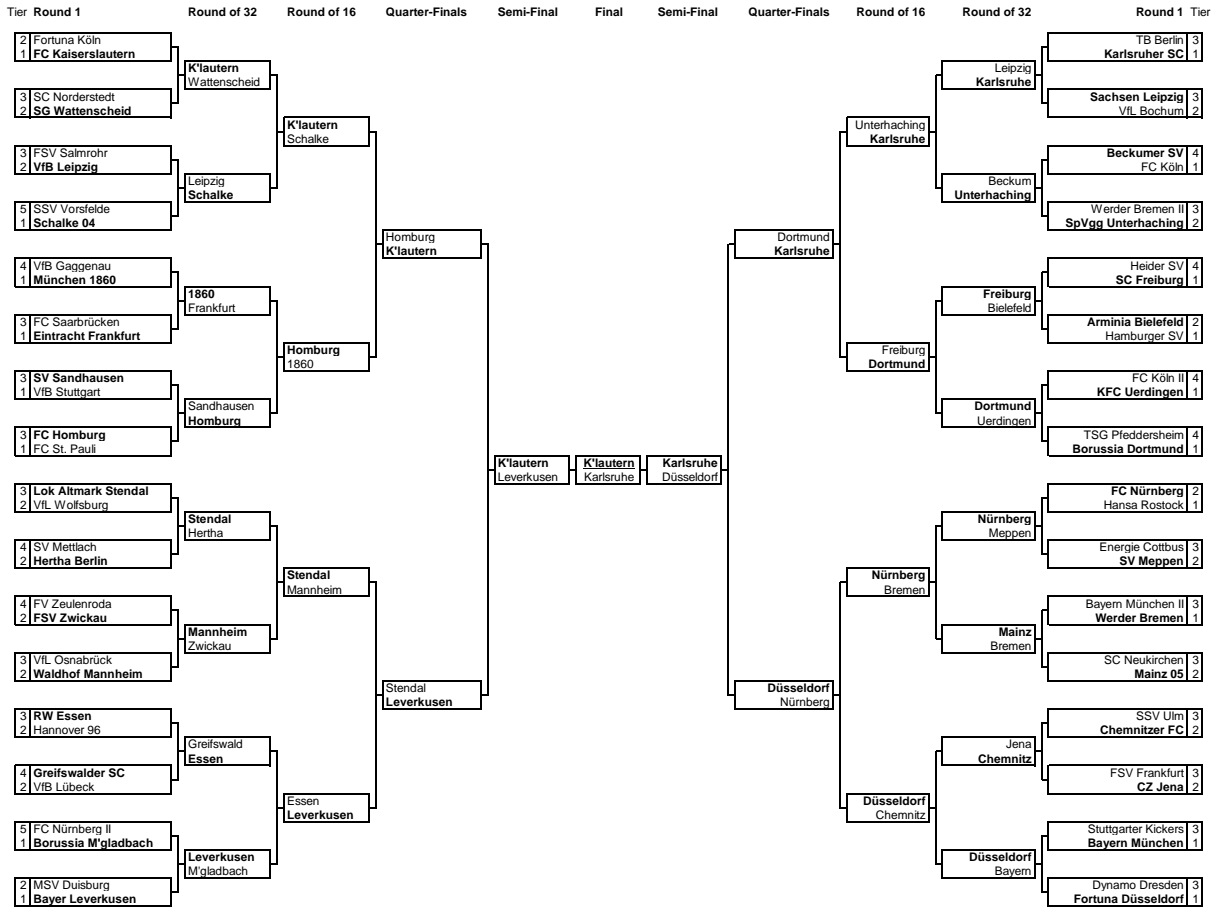 Tier Round 1 Round of 32 Round of 16 Quarter-Finals Semi-Final Final Semi-Final Quarter-Finals Round of 16 Round of 32 Round 1 Tier
2 Fortuna Köln
1 FC Kaiserslautern
K'lautern
Wattenscheid
3 SC Norderstedt
2 SG Wattenscheid
K'lautern
Schalke
3 FSV Salmrohr
2 VfB Leipzig
Leipzig
Schalke
5 SSV Vorsfelde
1 Schalke 04
Homburg
K'lautern
4 VfB Gaggenau
1 München 1860
1860
Frankfurt
3 FC Saarbrücken
1 Eintracht Frankfurt
Homburg
1860
3 SV Sandhausen
1 VfB Stuttgart
Sandhausen
Homburg
3 FC Homburg
1 FC St. Pauli
K'lautern
Leverkusen
3 Lok Altmark Stendal
2 VfL Wolfsburg
Stendal
Hertha
4 SV Mettlach
2 Hertha Berlin
Stendal
Mannheim
4 FV Zeulenroda
2 FSV Zwickau
Mannheim
Zwickau
3 VfL Osnabrück
2 Waldhof Mannheim
Stendal
Leverkusen
3 RW Essen
2 Hannover 96
Greifswald
Essen
4 Greifswalder SC
2 VfB Lübeck
Essen
Leverkusen
5 FC Nürnberg II
1 Borussia M'gladbach
Leverkusen
M'gladbach
2 MSV Duisburg
1 Bayer Leverkusen
K'lautern
Karlsruhe
Karlsruhe
Düsseldorf
TB Berlin 3
Karlsruher SC 1
Leipzig
Karlsruhe
Sachsen Leipzig 3
VfL Bochum 2
Unterhaching
Karlsruhe
Beckumer SV 4
FC Köln 1
Beckum
Unterhaching
Werder Bremen II 3
SpVgg Unterhaching 2
Dortmund
Karlsruhe
Heider SV 4
SC Freiburg 1
Freiburg
Bielefeld
Arminia Bielefeld 2
Hamburger SV 1
Freiburg
Dortmund
FC Köln II 4
KFC Uerdingen 1
Dortmund
Uerdingen
TSG Pfeddersheim 4
Borussia Dortmund 1
FC Nürnberg 2
Hansa Rostock 1
Nürnberg
Meppen
Energie Cottbus 3
SV Meppen 2
Nürnberg
Bremen
Bayern München II 3
Werder Bremen 1
Mainz
Bremen
SC Neukirchen 3
Mainz 05 2
Düsseldorf
Nürnberg
SSV Ulm 3
Chemnitzer FC 2
Jena
Chemnitz
FSV Frankfurt 3
CZ Jena 2
Düsseldorf
Chemnitz
Stuttgarter Kickers 3
Bayern München 1
Düsseldorf
Bayern
Dynamo Dresden 3
Fortuna Düsseldorf 1